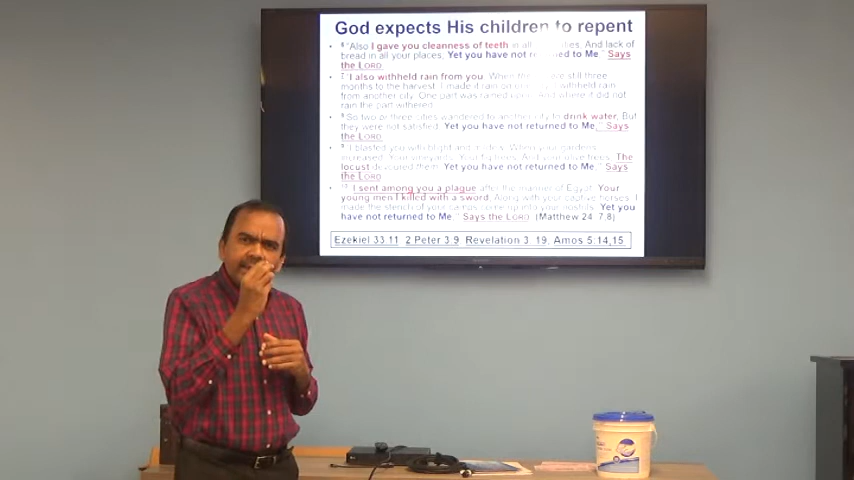 God expects His children to repent
• 6 "Also I gave you cleanness of teeth in all cities. And lack of
bread in all your places; Yet you have not returned to Me," Says
the LORD.
• 7 "I also withheld rain from you, When there were still three
months to the harvest. I made it rain on one city, I withheld rain
from another city. One part was rained upon, And where it did not
rain the part withered.
• 8 So two or three cities wandered to another city to drink water, But
they were not satisfied; Yet you have not returned to Me," Says
the LORD.
• 9 "I blasted you with blight and mildew. When your gardens
increased, Your vineyards, Your fig trees, And your olive trees, The
locust devoured them; Yet you have not returned to Me," Says
the LORD.
• 10 "I sent among you a plague after the manner of Egypt; Your
young men I killed with a sword, Along with your captive horses; I
made the stench of your camps come up into your nostrils; Yet you
have not returned to Me," Says the LORD. (Matthew 24: 7,8)
Ezekiel 33:11, 2 Peter 3:9, Revelation 3: 19, Amos 5:14,15